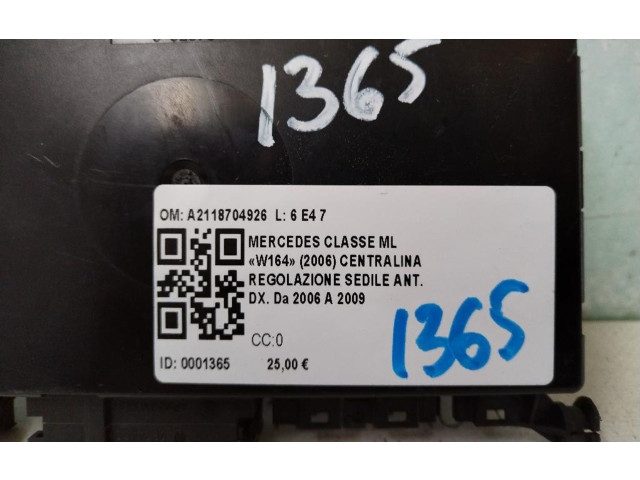 1365
OM: A2118704926 L: 6 E4 7
MERCEDES CLASSE ML
«W164» (2006) CENTRALINA
REGOLAZIONE SEDILE ANT.
DX. Da 2006 A 2009
CC:0
1365
ID: 0001365 25,00 €